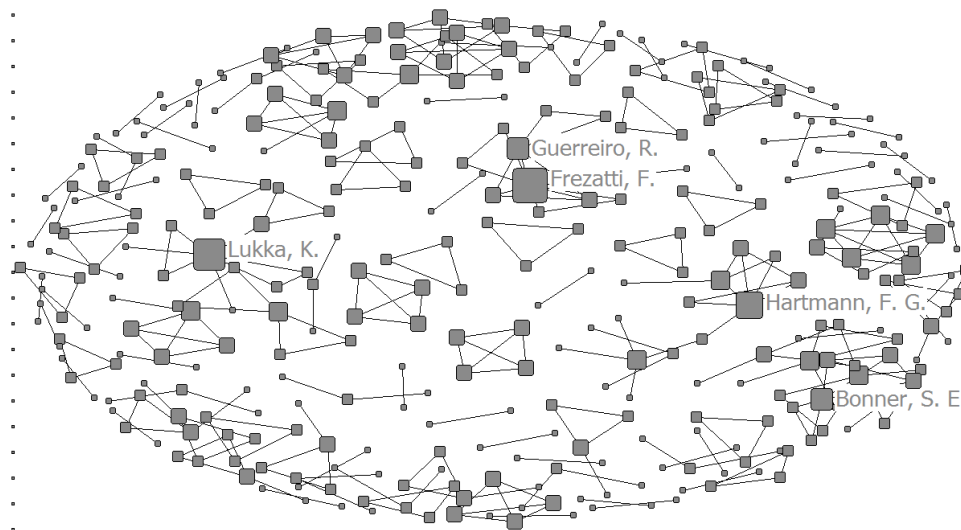 Guerreiro, R.
Frezatti, F.
Lukka, K.
Hartmann, F. G.
Bonner, S. E